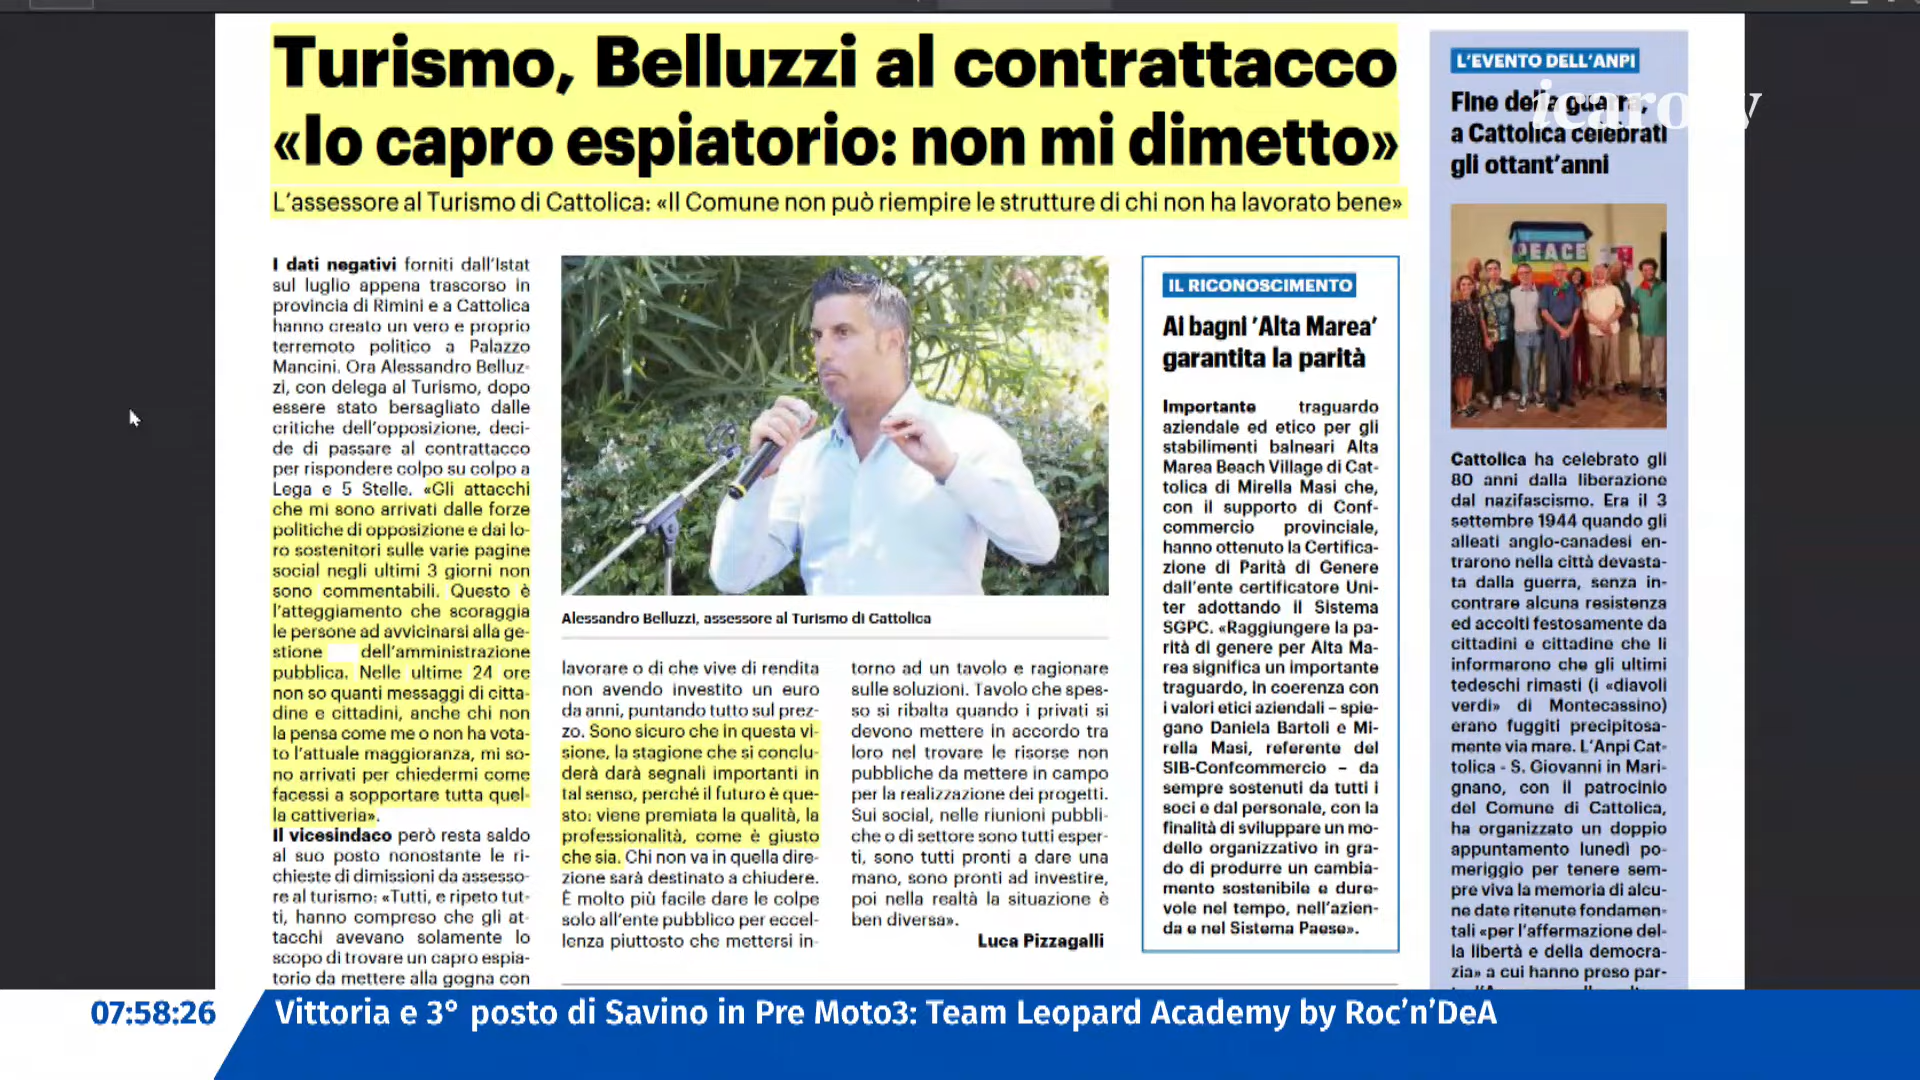 Turismo, Belluzzi al contrattacco
«Io capro espiatorio: non mi dimetto»
L'assessore al Turismo di Cattolica: «Il Comune non può riempire le strutture di chi non ha lavorato bene»
I dati negativi forniti dall'Istat
sul luglio appena trascorso in
provincia di Rimini e a Cattolica
hanno creato un vero e proprio
terremoto politico a Palazzo
Mancini. Ora Alessandro Belluz-
zi, con delega al Turismo, dopo
essere stato bersagliato dalle
critiche dell'opposizione, deci-
de di passare al contrattacco
per rispondere colpo su colpo a
Lega e 5 Stelle. «Gli attacchi
che mi sono arrivati dalle forze
politiche di opposizione e dai lo-
ro sostenitori sulle varie pagine
social negli ultimi 3 giorni non
sono commentabili. Questo è
l'atteggiamento che scoraggia
le persone ad avvicinarsi alla ge-
stione dell'amministrazione
pubblica. Nelle ultime 24 ore
non so quanti messaggi di citta-
dine e cittadini, anche chi non
la pensa come me o non ha vota-
to l'attuale maggioranza, mi so-
no arrivati per chiedermi come
facessi a sopportare tutta quel-
la cattiveria».
Il vicesindaco però resta saldo
al suo posto nonostante le ri-
chieste di dimissioni da assesso-
re al turismo: «Tutti, e ripeto tut-
ti, hanno compreso che gli at-
tacchi avevano solamente lo
scopo di trovare un capro espia-
torio da mettere alla gogna con
Alessandro Belluzzi, assessore al Turismo di Cattolica
lavorare o di che vive di rendita
non avendo investito un euro
da anni, puntando tutto sul prez-
zo. Sono sicuro che in questa vi-
sione, la stagione che si conclu-
derà darà segnali importanti in
tal senso, perché il futuro è que-
sto: viene premiata la qualità, la
professionalità, come è giusto
che sia. Chi non va in quella dire-
zione sarà destinato a chiudere.
È molto più facile dare le colpe
solo all'ente pubblico per eccel-
lenza piuttosto che mettersi in-
torno ad un tavolo e ragionare
sulle soluzioni. Tavolo che spes-
so si ribalta quando i privati si
devono mettere in accordo tra
loro nel trovare le risorse non
pubbliche da mettere in campo
per la realizzazione dei progetti.
Sui social, nelle riunioni pubbli-
che o di settore sono tutti esper-
ti, sono tutti pronti a dare una
mano, sono pronti ad investire,
poi nella realtà la situazione è
ben diversa».
Luca Pizzagalli
IL RICONOSCIMENTO
Ai bagni 'Alta Marea'
garantita la parità
Importante traguardo
aziendale ed etico per gli
stabilimenti balneari Alta
Marea Beach Village di Cat-
tolica di Mirella Masi che,
con il supporto di Conf-
commercio provinciale,
hanno ottenuto la Certifica-
zione di Parità di Genere
dall'ente certificatore Uni-
ter adottando il Sistema
SGPC. «Raggiungere la pa-
rità di genere per Alta Ma-
rea significa un importante
traguardo, in coerenza con
i valori etici aziendali – spie-
gano Daniela Bartoli e Mi-
rella Masi, referente del
SIB-Confcommercio – da
sempre sostenuti da tutti i
soci e dal personale, con la
finalità di sviluppare un mo-
dello organizzativo in gra-
do di produrre un cambia-
mento sostenibile e dure-
vole nel tempo, nell'azien-
da e nel Sistema Paese».
L'EVENTO DELL'ANPI
Fine della guerra,
a Cattolica celebrati
gli ottant'anni
icaro tv
PEACE
Cattolica ha celebrato gli
80 anni dalla liberazione
dal nazifascismo. Era il 3
settembre 1944 quando gli
alleati anglo-canadesi en-
trarono nella città devasta-
ta dalla guerra, senza in-
contrare alcuna resistenza
ed accolti festosamente da
cittadini e cittadine che li
informarono che gli ultimi
tedeschi rimasti (i «diavoli
verdi» di Montecassino)
erano fuggiti precipitosa-
mente via mare. L'Anpi Cat-
tolica - S. Giovanni in Mari-
gnano, con il patrocinio
del Comune di Cattolica,
ha organizzato un doppio
appuntamento lunedì po-
meriggio per tenere sem-
pre viva la memoria di alcu-
ne date ritenute fondamen-
tali «per l'affermazione del-
la libertà e della democra-
zia» a cui hanno preso par-
07:58:26
Vittoria e 3° posto di Savino in Pre Moto3: Team Leopard Academy by Roc'n'DeA